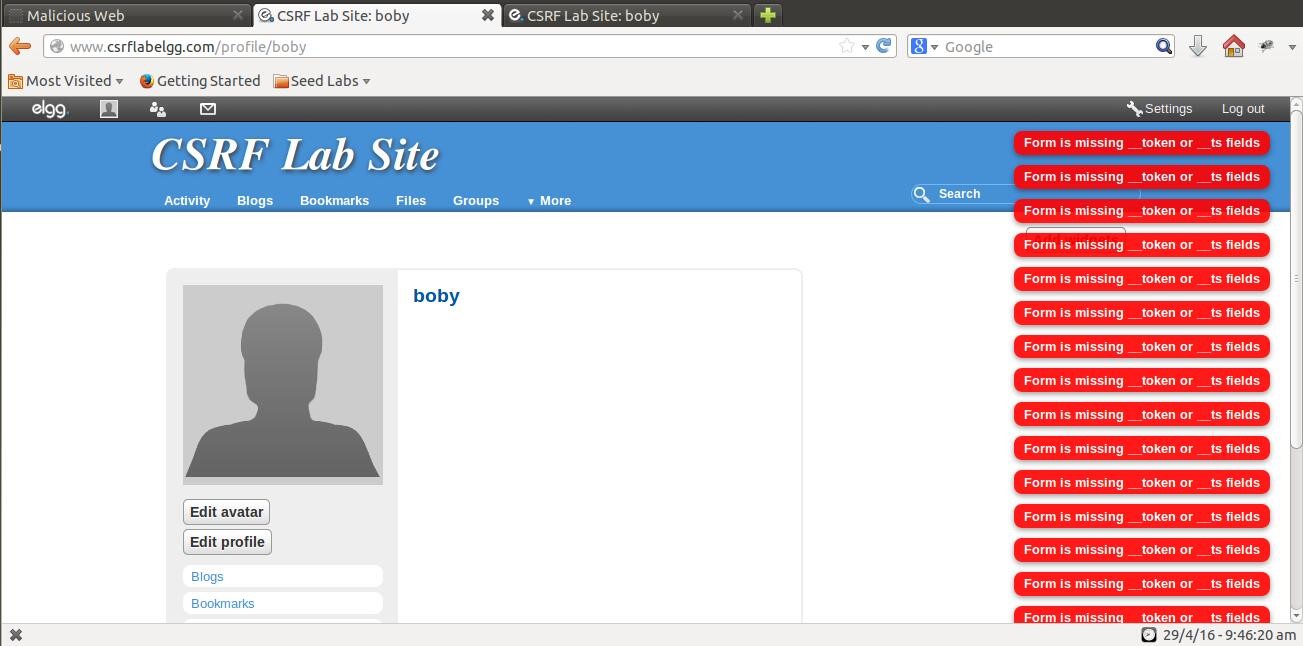 Malicious Web
CSRF Lab Site: boby
CSRF Lab Site: boby
www.csrflabelgg.com/profile/boby
8
Google
Most Visited
Getting Started
Seed Labs
elgg
Settings
Log out
CSRF Lab Site
Activity
Blogs
Bookmarks
Files
Groups
▼ More
Search
Form is missing __token or __ts fields
Form is missing __token or __ts fields
Form is missing __token or __ts fields
Add widgets
Form is missing __token or __ts fields
Form is missing __token or __ts fields
Form is missing __token or __ts fields
Form is missing __token or __ts fields
Form is missing __token or __ts fields
Form is missing __token or __ts fields
Form is missing __token or __ts fields
Form is missing __token or __ts fields
Form is missing __token or __ts fields
Form is missing __token or __ts fields
Form is missing __token or __ts fields
Form is missing __token or __ts fields
boby
Edit avatar
Edit profile
Blogs
Bookmarks
29/4/16 - 9:46:20 am